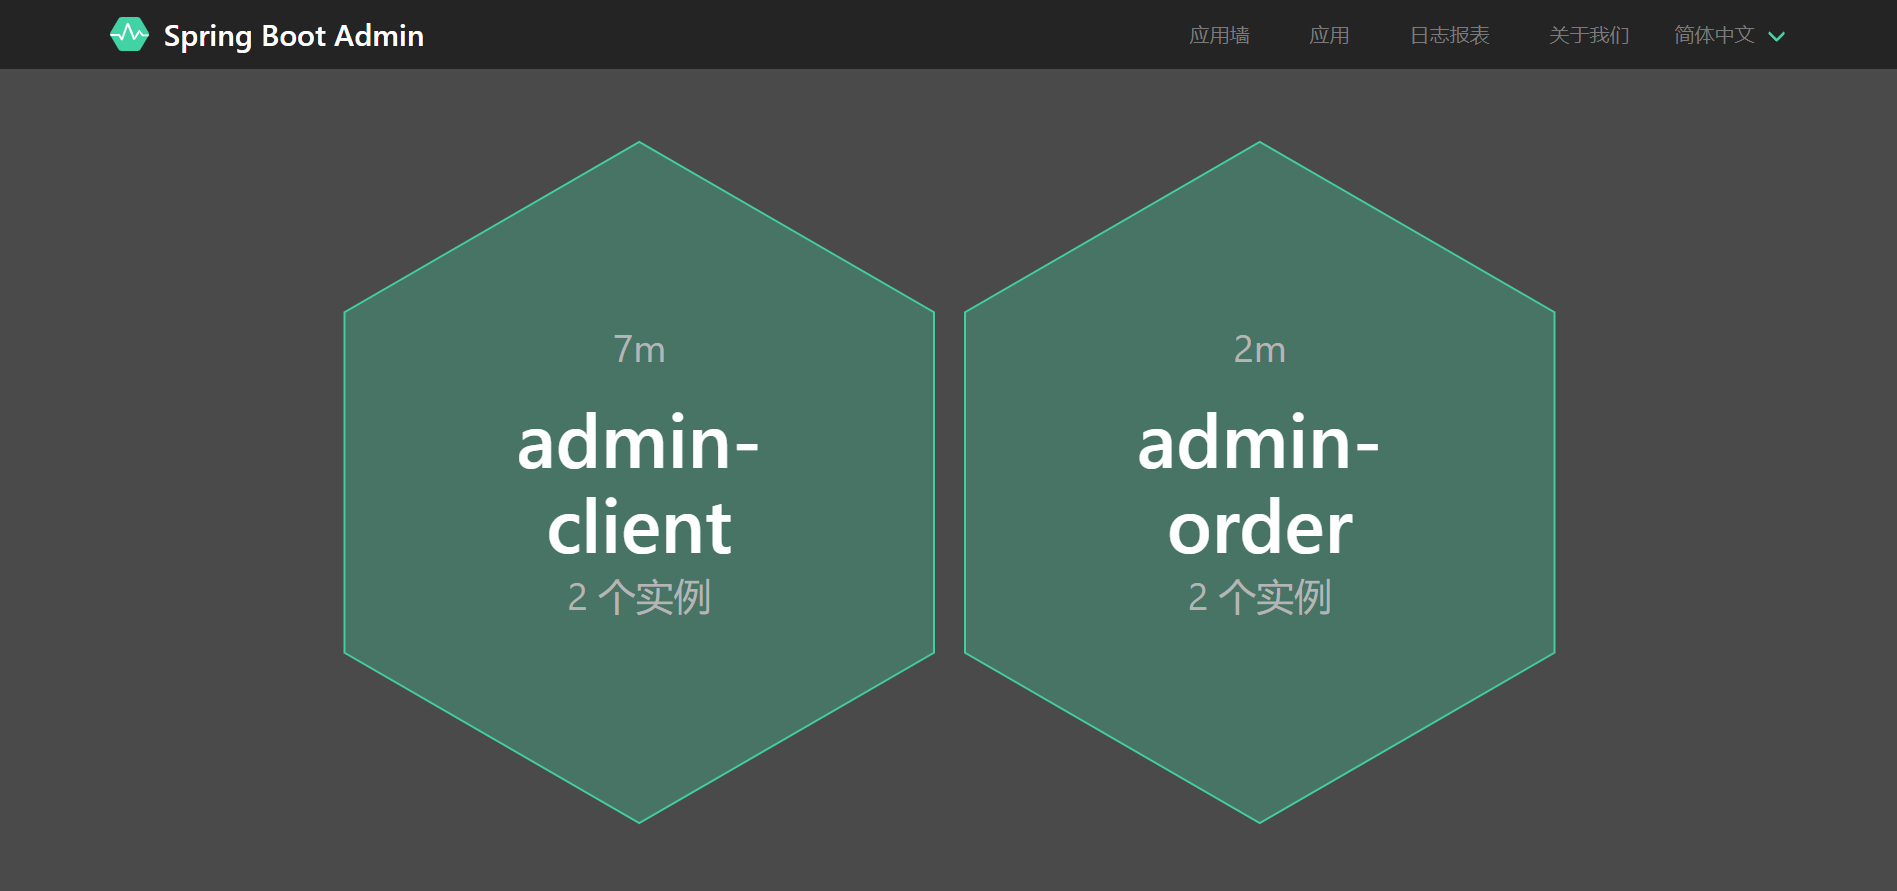 Spring Boot Admin
应用墙 应用 日志报表 关于我们 简体中文
7m
admin-
client
2 个实例
2m
admin-
order
2 个实例